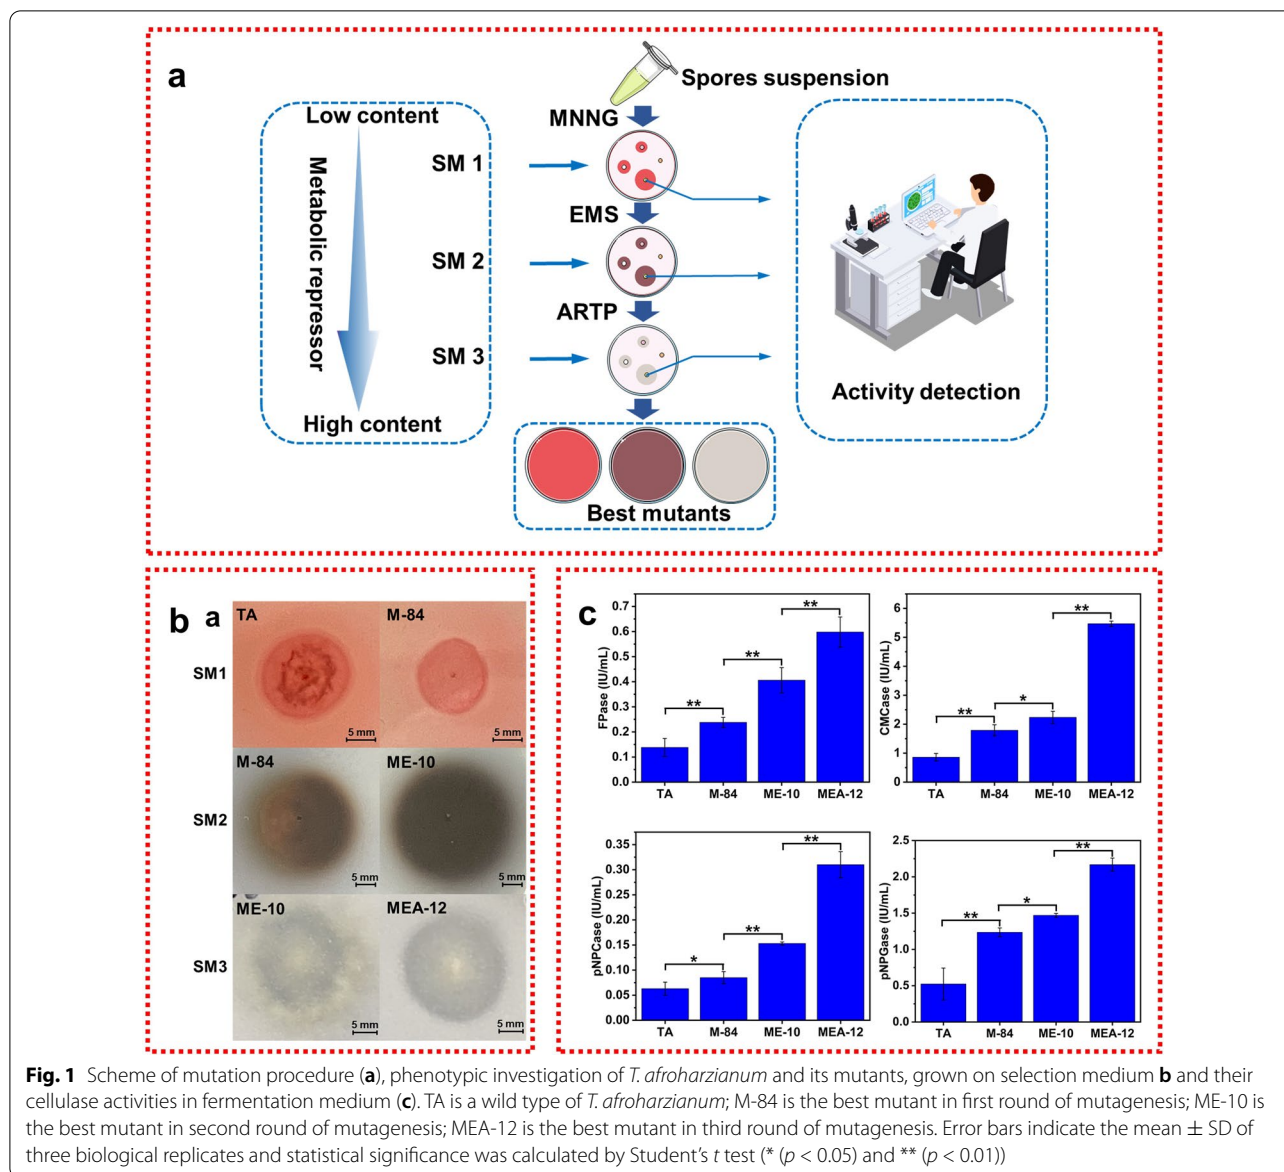 a
Spores suspension
Low content
Metabolic repressor
High content
MNNG
SM 1
EMS
SM 2
ARTP
SM 3
Activity detection
Best mutants
b a
TA
M-84
SM1
5 mm
5 mm
M-84
ME-10
SM2
5 mm
5 mm
ME-10
MEA-12
SM3
5 mm
5 mm
c
FPase (IU/mL)
0.7
0.6
0.5
0.4
0.3
0.2
0.1
0.0
**
**
**
TA M-84 ME-10 MEA-12
CMCase (IU/mL)
6
5
4
3
2
1
0
**
*
**
TA M-84 ME-10 MEA-12
pNPCase (IU/mL)
0.35
0.30
0.25
0.20
0.15
0.10
0.05
0.00
*
**
**
TA M-84 ME-10 MEA-12
pNPGase (IU/mL)
2.5
2.0
1.5
1.0
0.5
0.0
**
*
**
TA M-84 ME-10 MEA-12
Fig. 1 Scheme of mutation procedure (a), phenotypic investigation of T. afroharzianum and its mutants, grown on selection medium b and their
cellulase activities in fermentation medium (c). TA is a wild type of T. afroharzianum; M-84 is the best mutant in first round of mutagenesis; ME-10 is
the best mutant in second round of mutagenesis; MEA-12 is the best mutant in third round of mutagenesis. Error bars indicate the mean ± SD of
three biological replicates and statistical significance was calculated by Student's t test (* (p < 0.05) and ** (p < 0.01))